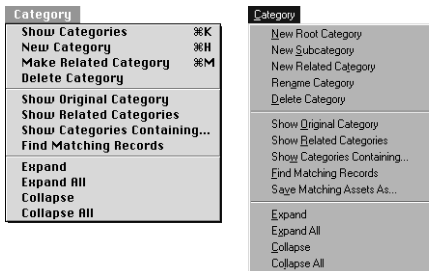 Category
Show Categories ⌘K
New Category ⌘H
Make Related Category ⌘M
Delete Category
Show Original Category
Show Related Categories
Show Categories Containing...
Find Matching Records
Expand
Expand All
Collapse
Collapse All
Category
New Root Category
New Subcategory
New Related Category
Rename Category
Delete Category
Show Original Category
Show Related Categories
Show Categories Containing...
Find Matching Records
Save Matching Assets As...
Expand
Expand All
Collapse
Collapse All